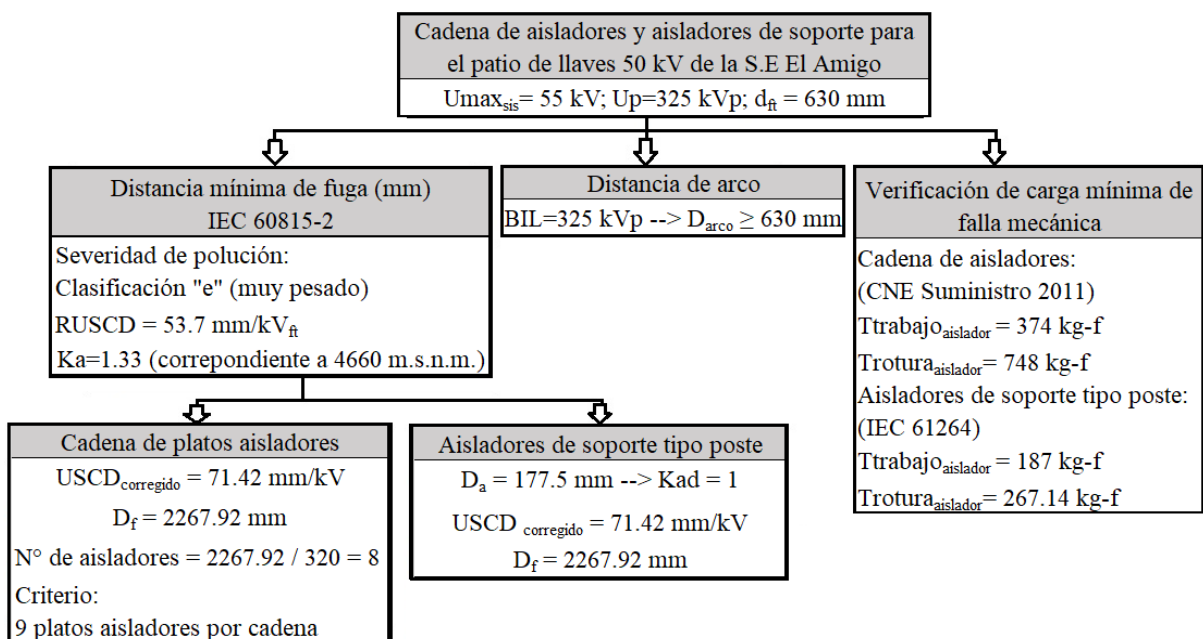 Cadena de aisladores y aisladores de soporte para
el patio de llaves 50 kV de la S.E El Amigo
Umaxsis= 55 kV; Up=325 kVp; dft = 630 mm
Distancia mínima de fuga (mm)
IEC 60815-2
Severidad de polución:
Clasificación "e" (muy pesado)
RUSCD = 53.7 mm/kVft
Ka=1.33 (correpondiente a 4660 m.s.n.m.)
Distancia de arco
BIL=325 kVp --> Darco ≥ 630 mm
Verificación de carga mínima de
falla mecánica
Cadena de aisladores:
(CNE Suministro 2011)
Ttrabajoaislador = 374 kg-f
Troturaaislador= 748 kg-f
Aisladores de soporte tipo poste:
(IEC 61264)
Ttrabajoaislador = 187 kg-f
Troturaaislador= 267.14 kg-f
Cadena de platos aisladores
USCDcorregido = 71.42 mm/kV
Df = 2267.92 mm
N° de aisladores = 2267.92 / 320 = 8
Criterio:
9 platos aisladores por cadena
Aisladores de soporte tipo poste
Da = 177.5 mm --> Kad = 1
USCD corregido = 71.42 mm/kV
Df = 2267.92 mm